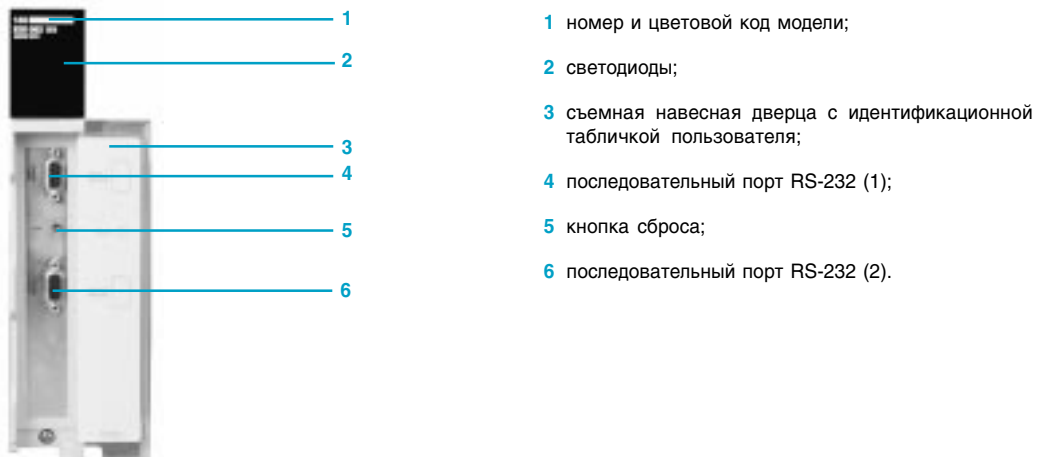 1
2
3
4
5
6
1 номер и цветовой код модели;
2 светодиоды;
3 съемная навесная дверца с идентификационной
табличкой пользователя;
4 последовательный порт RS-232 (1);
5 кнопка сброса;
6 последовательный порт RS-232 (2).